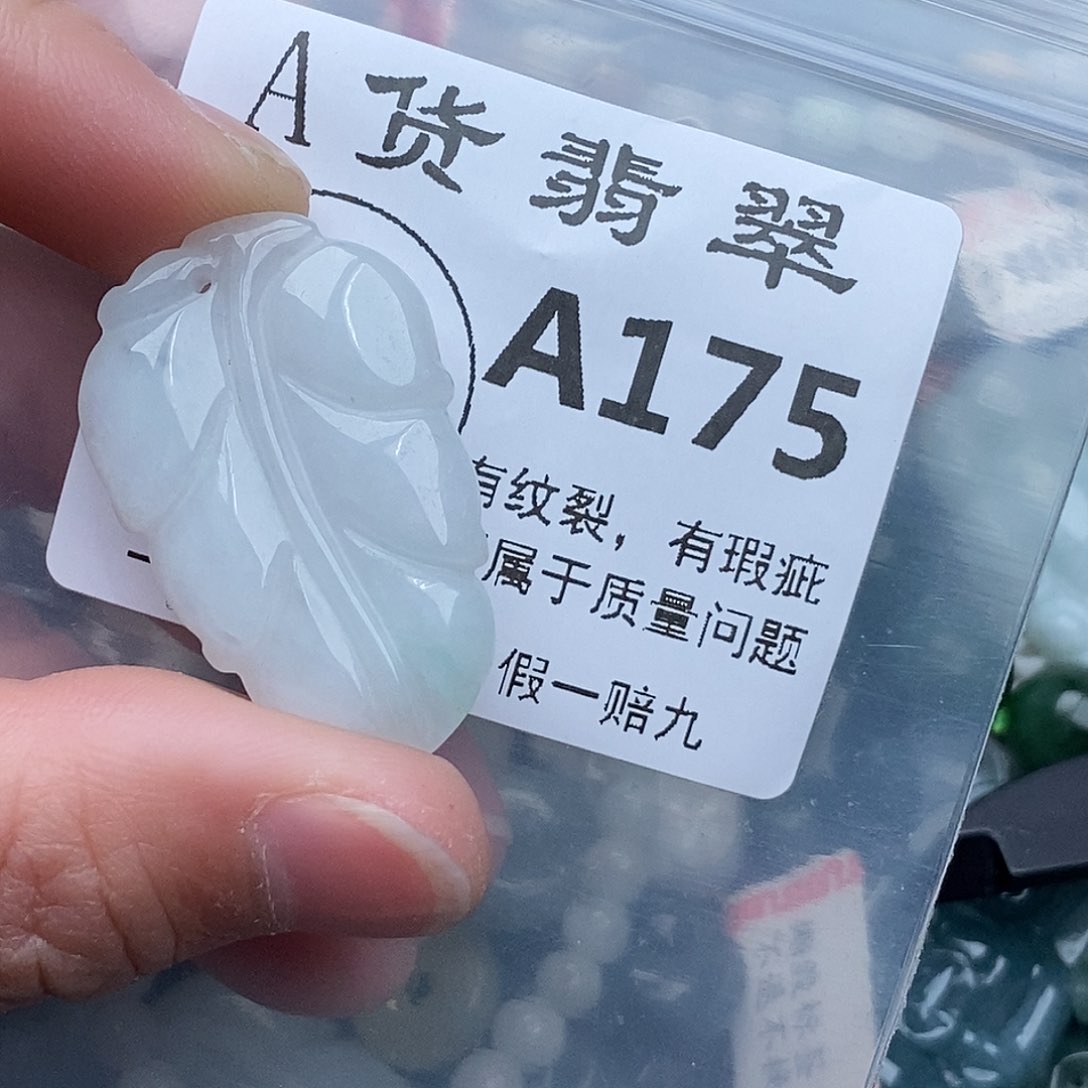 A货翡翠
A175
有纹裂，有瑕疵
属于质量问题
假一赔九